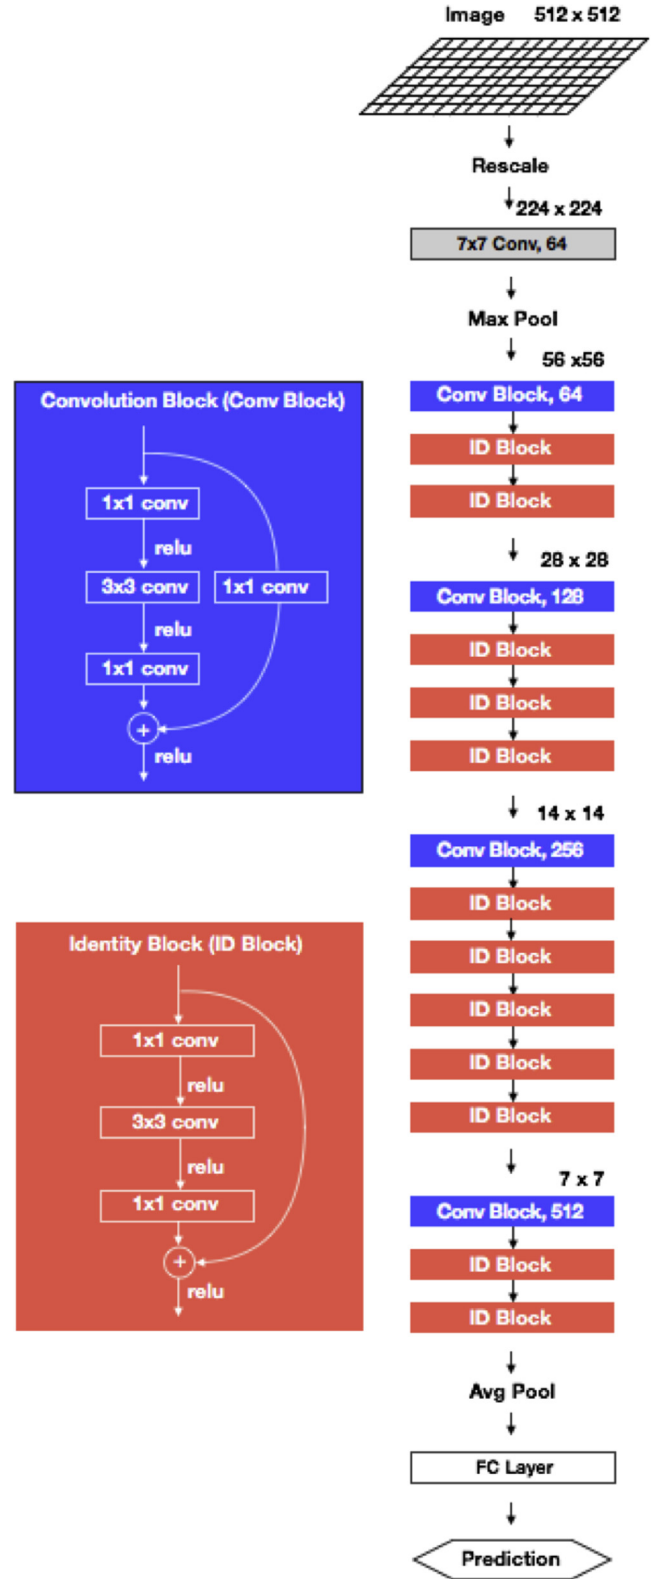 Image 512 x 512
Rescale
224 x 224
7x7 Conv, 64
Max Pool
56 x56
Conv Block, 64
ID Block
ID Block
28 x 28
Conv Block, 128
ID Block
ID Block
ID Block
14 x 14
Conv Block, 256
ID Block
ID Block
ID Block
ID Block
ID Block
7 x 7
Conv Block, 512
ID Block
ID Block
Avg Pool
FC Layer
Prediction
Convolution Block (Conv Block)
1x1 conv
relu
3x3 conv
1x1 conv
relu
1x1 conv
+
relu
Identity Block (ID Block)
1x1 conv
relu
3x3 conv
relu
1x1 conv
+
relu